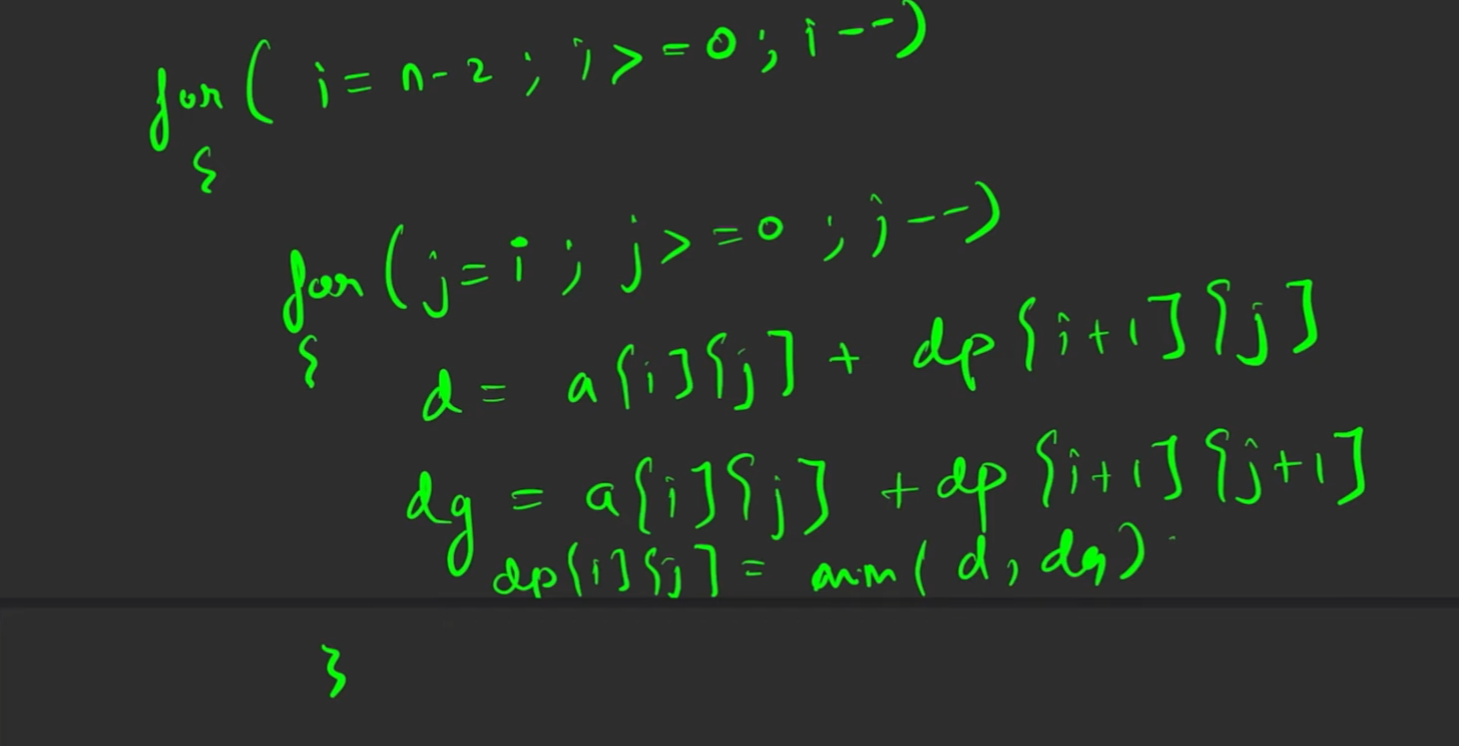 for( i=n-2 ; i>=0 ; i--)
{
for( j=i ; j>=0 ; j--)
{
d = a[i][j] + dp[i+1][j]
dg = a[i][j] + dp[i+1][j+1]
dp[i][j] = min( d, dg)
}